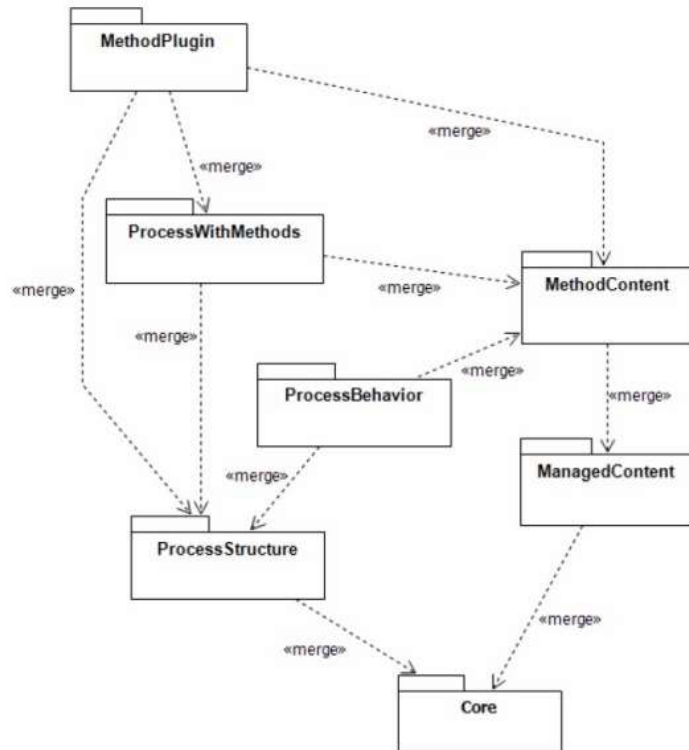 MethodPlugin
«merge»
«merge»
ProcessWithMethods
«merge»
«merge»
MethodContent
«merge»
«merge»
ProcessBehavior
«merge»
«merge»
ManagedContent
ProcessStructure
«merge»
«merge»
Core